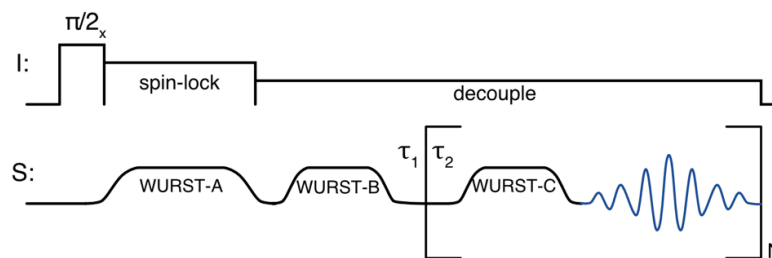 π/2x
I:
spin-lock
decouple
τ1 τ2
S:
WURST-A
WURST-B
WURST-C
N